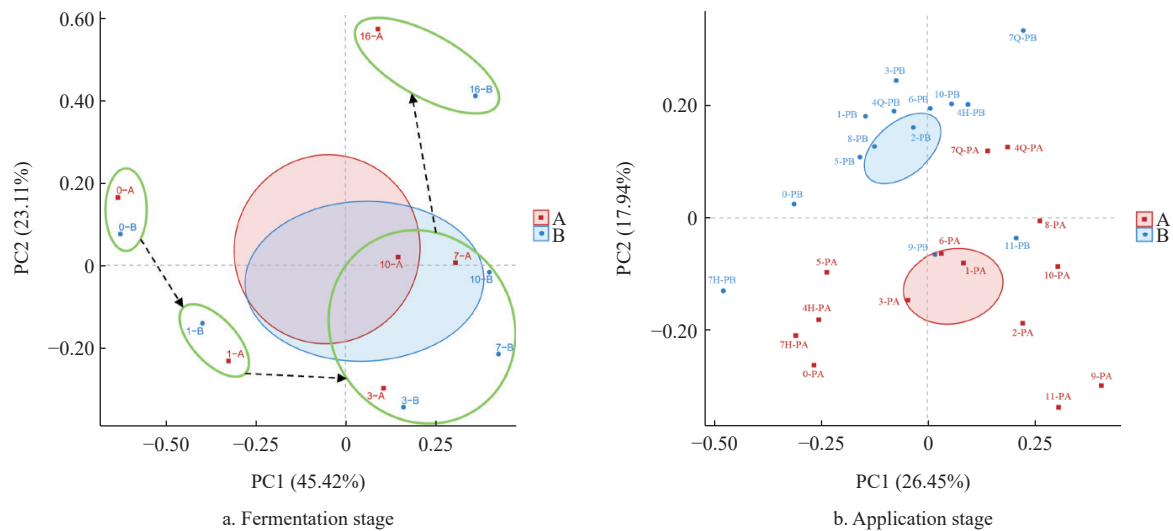 0.60
0.40
0.20
0
−0.20
PC2 (23.11%)
16−A
16−B
0−A
0−B
10−A
7−A
10−B
1−B
1−A
7−B
3−A
3−B
−0.50
−0.25
0
0.25
PC1 (45.42%)
a. Fermentation stage
A
B
0.20
0
−0.20
PC2 (17.94%)
7Q-PB
3-PB
6-PB
10-PB
4Q-PB
4H-PB
1-PB
8-PB
2-PB
5-PB
7Q-PA
4Q-PA
0-PB
8-PA
11-PB
9-PB
6-PA
1-PA
10-PA
5-PA
7H-PB
3-PA
4H-PA
2-PA
7H-PA
0-PA
9-PA
11-PA
−0.50
−0.25
0
0.25
PC1 (26.45%)
b. Application stage
A
B